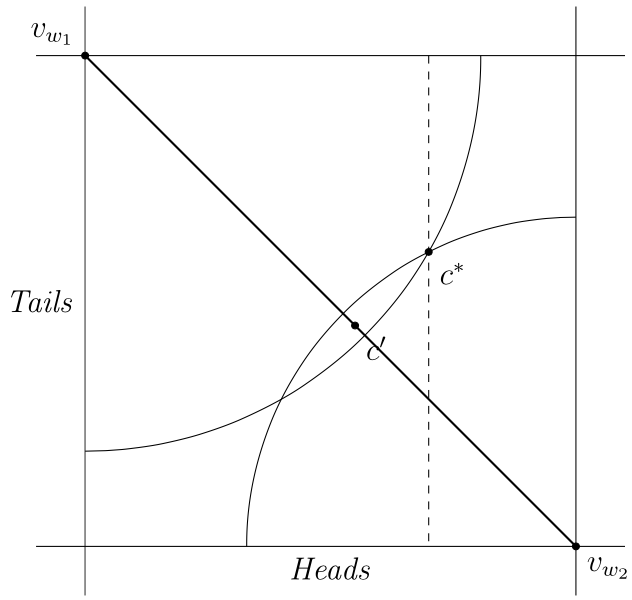 v_{w_1}
c*
Tails
c′
Heads
v_{w_2}